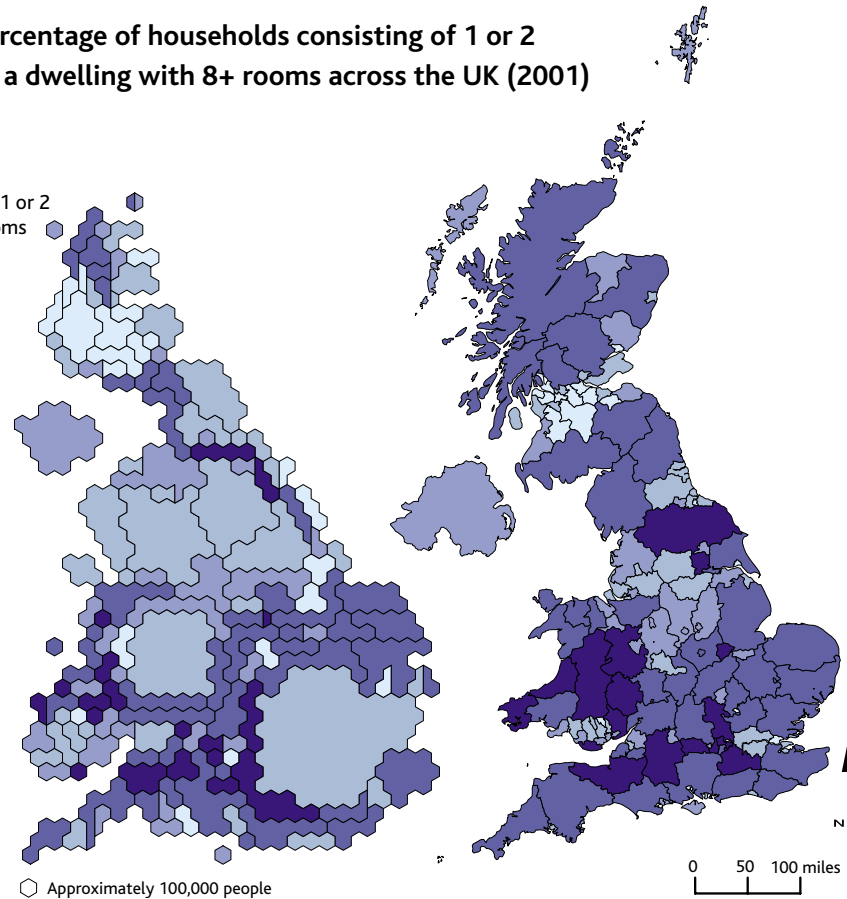 rcentage of households consisting of 1 or 2
a dwelling with 8+ rooms across the UK (2001)
1 or 2
ms
Approximately 100,000 people
0 50 100 miles
N